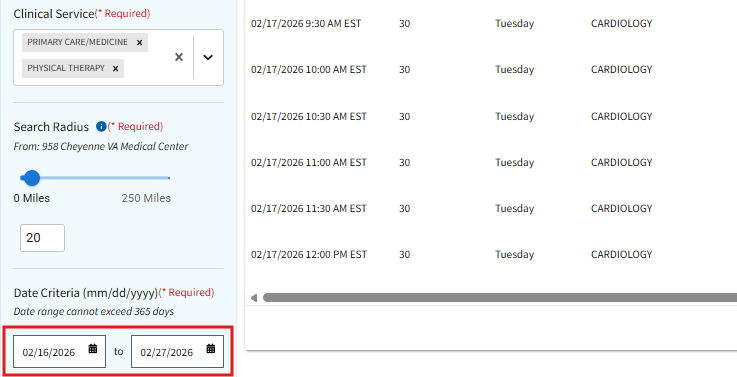 Clinical Service(* Required)
PRIMARY CARE/MEDICINE ×
PHYSICAL THERAPY ×
Search Radius (* Required)
From: 958 Cheyenne VA Medical Center
0 Miles 250 Miles
20
Date Criteria (mm/dd/yyyy)(* Required)
Date range cannot exceed 365 days
02/16/2026 to 02/27/2026
02/17/2026 9:30 AM EST 30 Tuesday CARDIOLOGY
02/17/2026 10:00 AM EST 30 Tuesday CARDIOLOGY
02/17/2026 10:30 AM EST 30 Tuesday CARDIOLOGY
02/17/2026 11:00 AM EST 30 Tuesday CARDIOLOGY
02/17/2026 11:30 AM EST 30 Tuesday CARDIOLOGY
02/17/2026 12:00 PM EST 30 Tuesday CARDIOLOGY